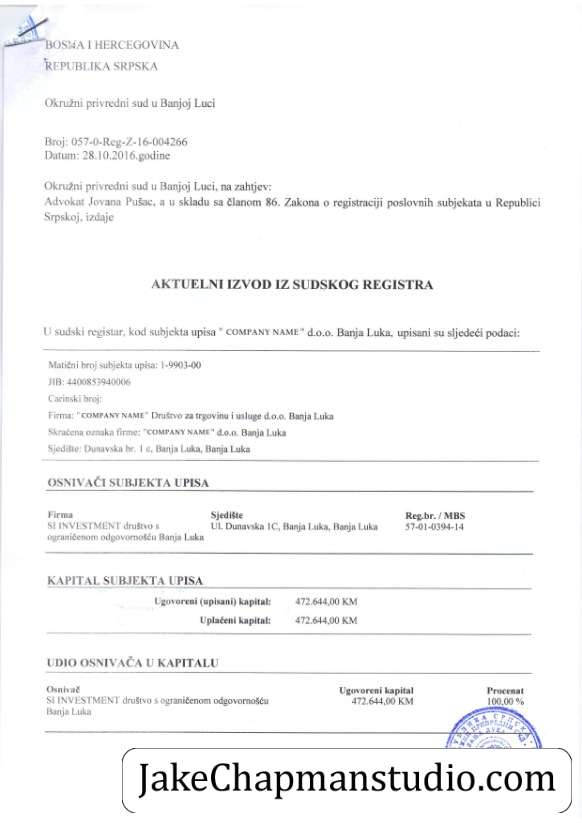 BOSNA I HERCEGOVINA
REPUBLIKA SRPSKA
Okružni privredni sud u Banjoj Luci
Broj: 057-0-Reg-Z-16-004266
Datum: 28.10.2016.godine
Okružni privredni sud u Banjoj Luci, na zahtjev:
Advokat Jovana Pušac, a u skladu sa članom 86. Zakona o registraciji poslovnih subjekata u Republici
Srpskoj, izdaje
AKTUELNI IZVOD IZ SUDSKOG REGISTRA
U sudski registar, kod subjekta upisa " COMPANY NAME " d.o.o. Banja Luka, upisani su sljedeći podaci:
Matični broj subjekta upisa: 1-9903-00
JIB: 4400853940006
Carinski broj:
Firma: "COMPANY NAME" Društvo za trgovinu i usluge d.o.o. Banja Luka
Skraćena oznaka firme: "COMPANY NAME" d.o.o. Banja Luka
Sjedište: Dunavska br. 1 c, Banja Luka, Banja Luka
OSNIVAČI SUBJEKTA UPISA
Firma Sjedište Reg.br. / MBS
SI INVESTMENT društvo s Ul. Dunavska 1C, Banja Luka, Banja Luka 57-01-0394-14
ograničenom odgovornošću Banja Luka
KAPITAL SUBJEKTA UPISA
Ugovoreni (upisani) kapital: 472.644,00 KM
Uplaćeni kapital: 472.644,00 KM
UDIO OSNIVAČA U KAPITALU
Osnivač Ugovoreni kapital Procenat
SI INVESTMENT društvo s ograničenom odgovornošću 472.644,00 KM 100,00 %
Banja Luka
JakeChapmanstudio.com